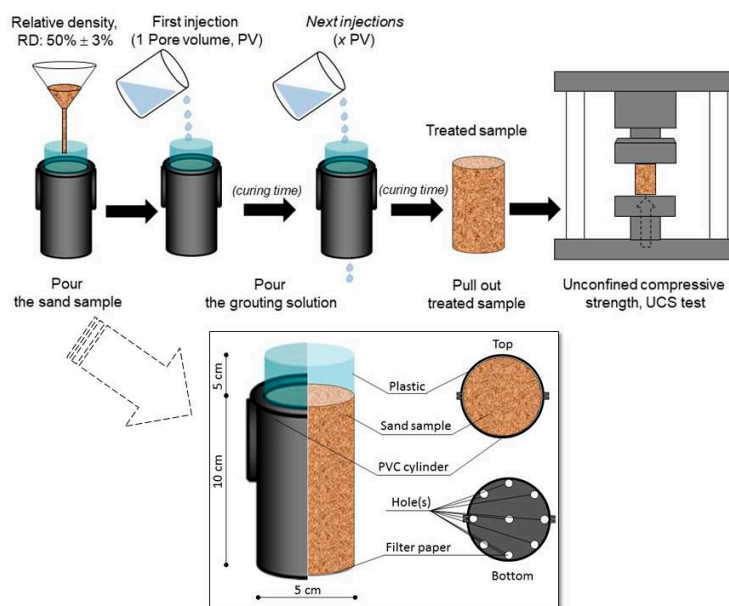 Relative density,
RD: 50% ± 3%
First injection
(1 Pore volume, PV)
Next injections
(x PV)
Treated sample
(curing time)
(curing time)
Pour
the sand sample
Pour
the grouting solution
Pull out
treated sample
Unconfined compressive
strength, UCS test
5 cm
10 cm
5 cm
Top
Plastic
Sand sample
PVC cylinder
Hole(s)
Filter paper
Bottom